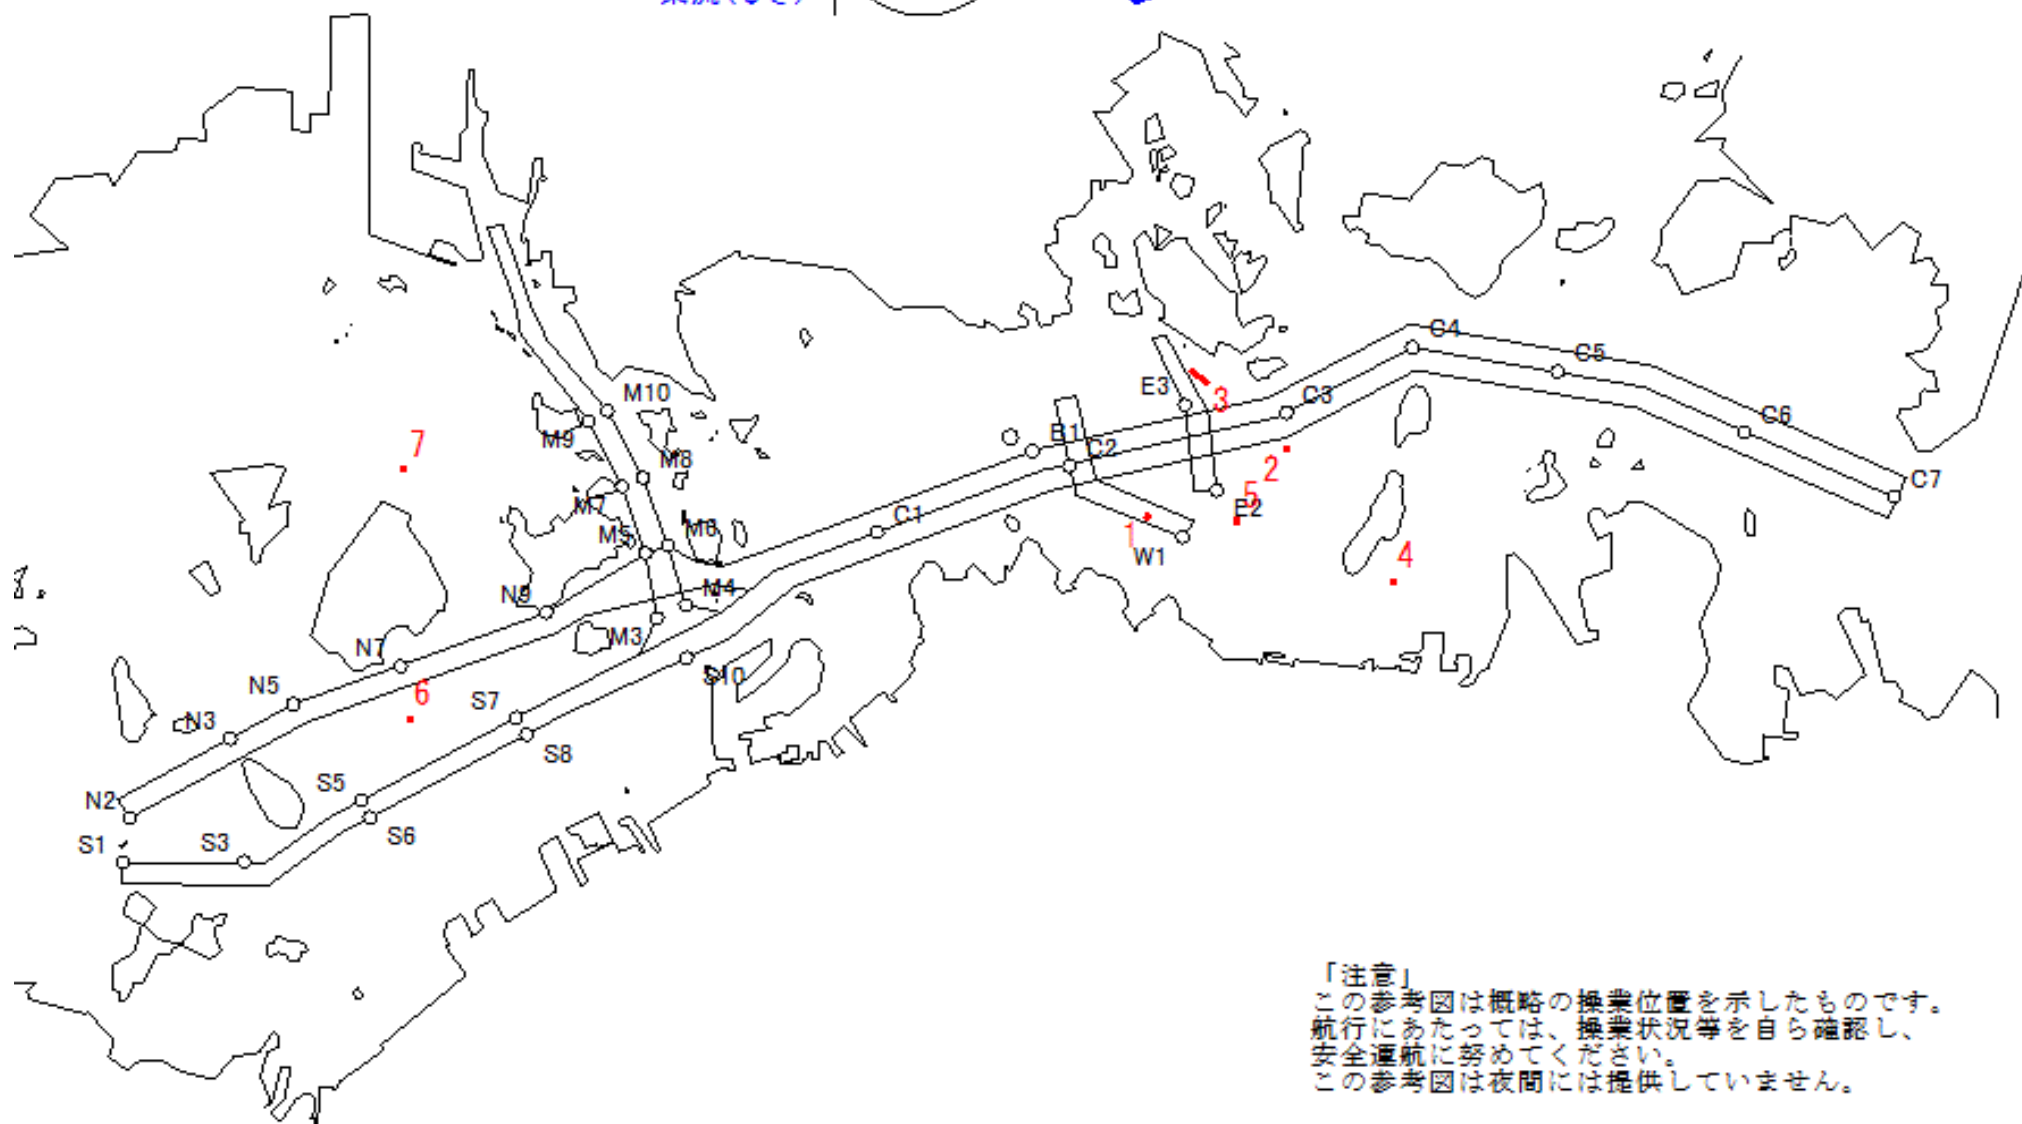 C4
C5
M10
E3
3
C3
C6
M9
B1
C2
7
M8
2
C7
M7
5
E2
M5
M6
C1
1
W1
4
N9
M4
M3
N7
S10
N5
6
S7
N3
S8
S5
N2
S6
S1
S3
「注意」
この参考図は概略の操業位置を示したものです。
航行にあたっては、操業状況等を自ら確認し、
安全運航に努めてください。
この参考図は夜間には提供していません。